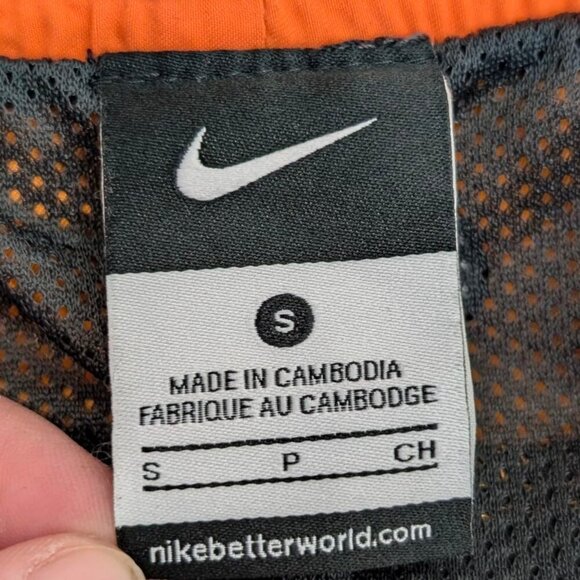 S
MADE IN CAMBODIA
FABRIQUE AU CAMBODGE
S P CH
nikebetterworld.com